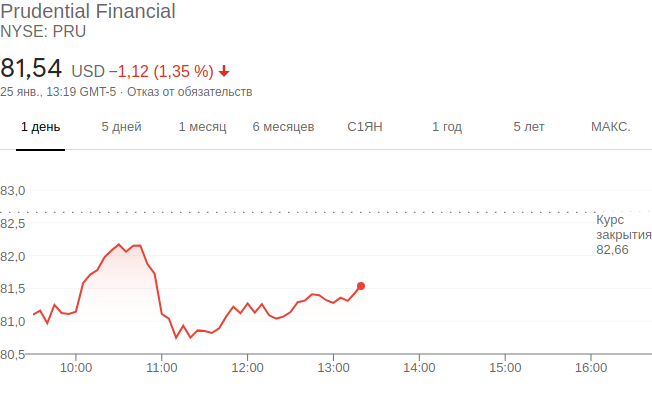 Prudential Financial
NYSE: PRU
81,54 USD −1,12 (1,35 %)
25 янв., 13:19 GMT-5 · Отказ от обязательств
1 день 5 дней 1 месяц 6 месяцев С1ЯН 1 год 5 лет МАКС.
83,0
Курс
82,5
закрытия
82,66
82,0
81,5
81,0
80,5
10:00 11:00 12:00 13:00 14:00 15:00 16:00